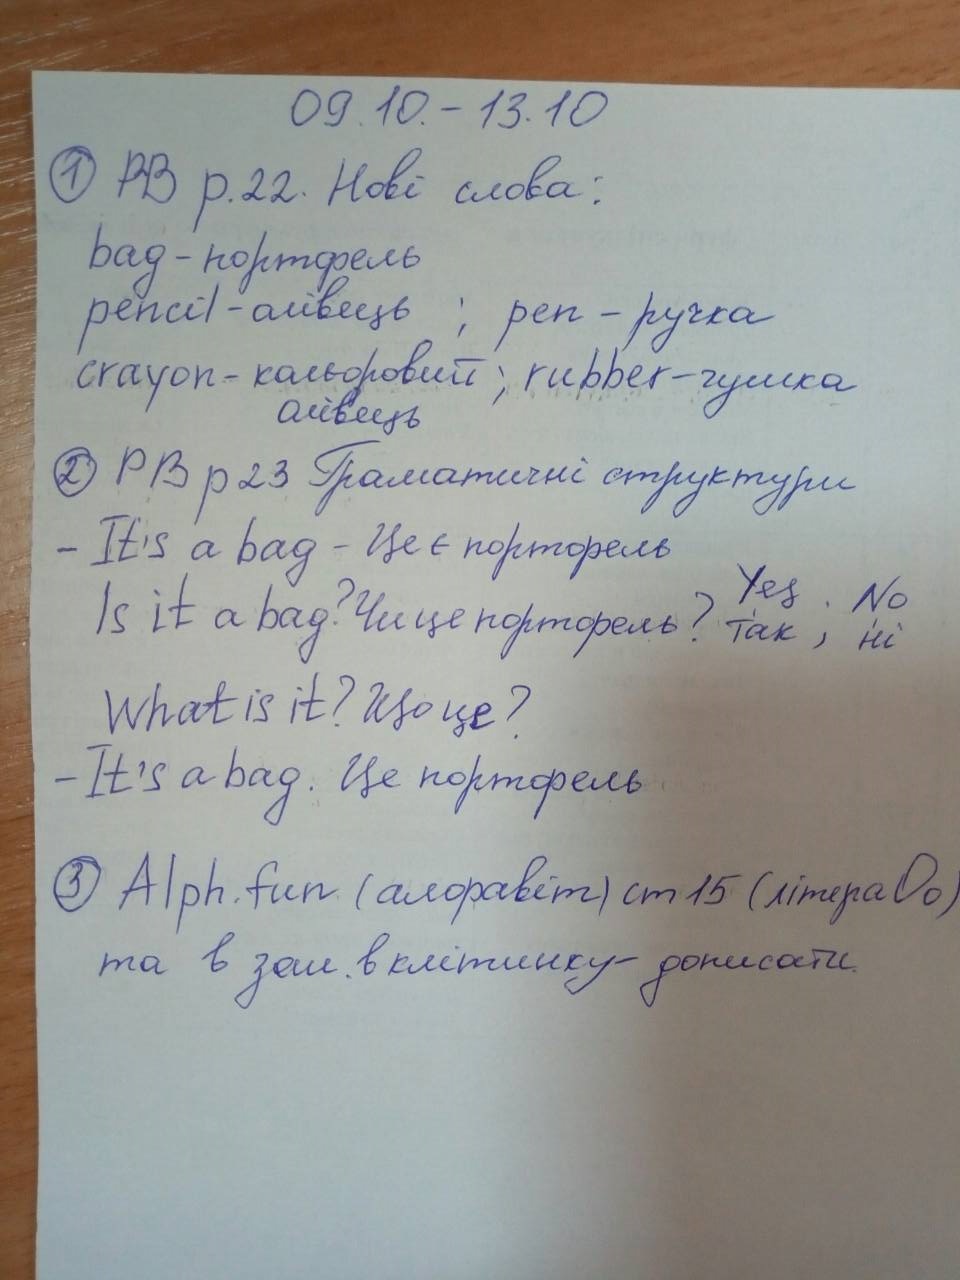 09.10.-13.10
① PB p.22. Нові слова:
bag - портфель
pencil - олівець ; pen - ручка
crayon - кольоровий ; rubber - гумка
олівець
② PB p 23 Граматичні структури
- It's a bag - Це є портфель
Is it a bag? Чи це портфель? Yes, No
так, ні
What is it? Що це?
- It's a bag. Це портфель
③ Alph. fun (алфавіт) ст 15 (літера Oo)
та в зош. в клітинку - дописати.